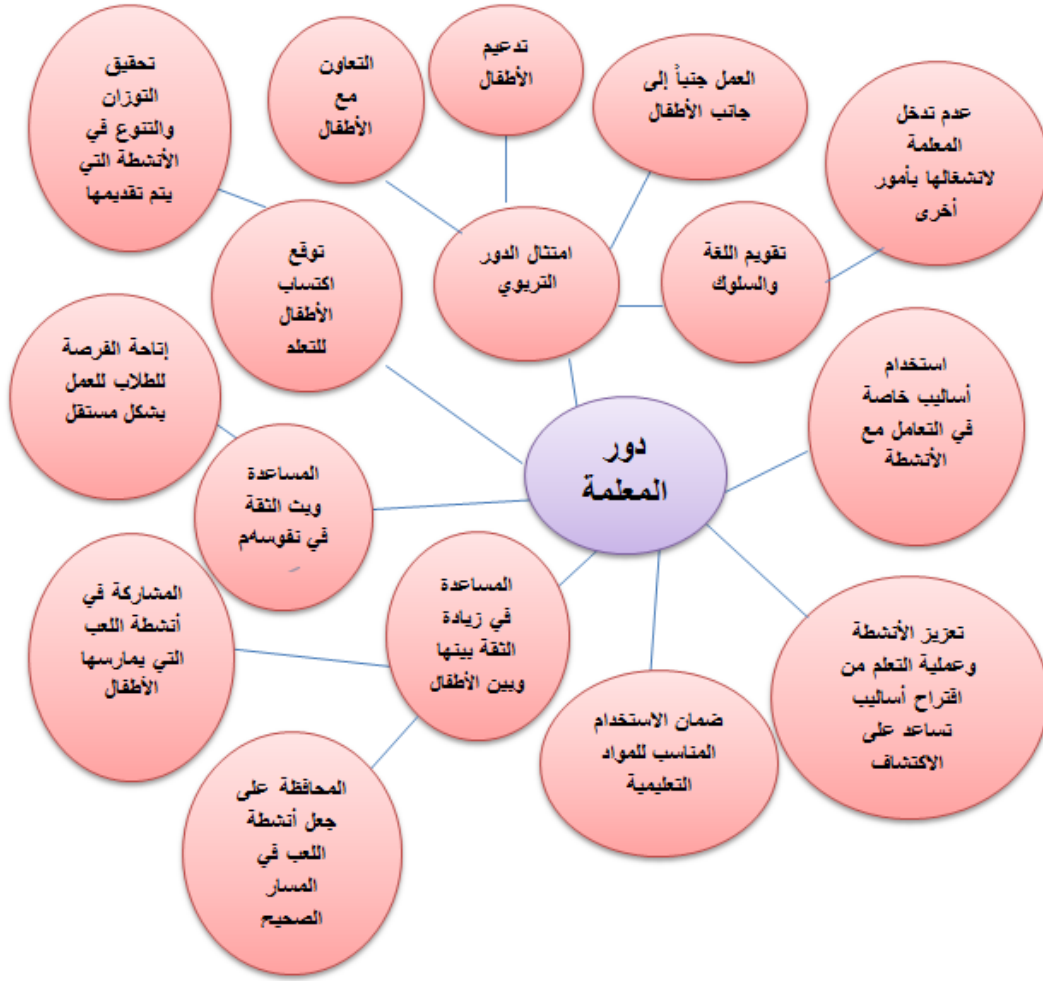 تحقيق
التوزان
والتنوع في
الأنشطة التي
يتم تقديمها
التعاون
مع
الأطفال
تدعيم
الأطفال
العمل جنباً إلى
جانب الأطفال
عدم تدخل
المعلمة
لانشغالها بأمور
أخرى
توقع
اكتساب
الأطفال
للتعلد
امتثال الدور
التربوي
تقويم اللغة
والسلوك
إتاحة الفرصة
للطلاب للعمل
بشكل مستقل
استخدام
أساليب خاصة
في التعامل مع
الأنشطة
دور
المعلمة
المساعدة
وبث الثقة
في نفوسهم
المشاركة في
أنشطة اللعب
التي يمارسها
الأطفال
المساعدة
في زيادة
الثقة بينها
وبين الأطفال
تعزيز الأنشطة
وعملية التعلم من
اقتراح أساليب
تساعد على
الاكتشاف
ضمان الاستخدام
المناسب للمواد
التعليمية
المحافظة على
جعل أنشطة
اللعب في
المسار
الصحيح